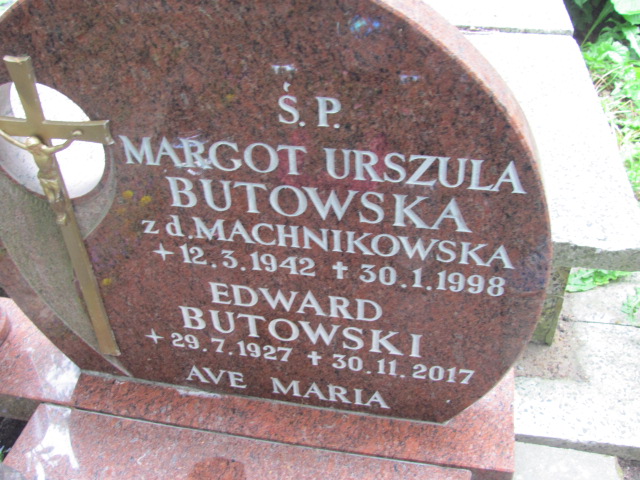 Ś. P.
MARGOT URSZULA
BUTOWSKA
z d. MACHNIKOWSKA
+12.3.1942 ✝ 30.1.1998
EDWARD
BUTOWSKI
+29.7.1927 ✝ 30.11.2017
AVE MARIA